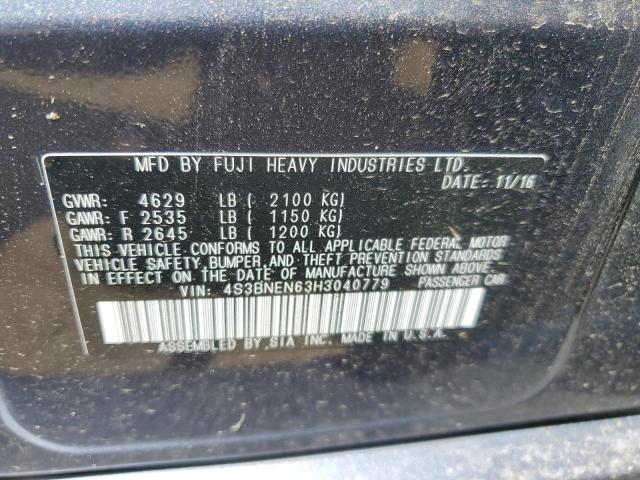 MFD BY FUJI HEAVY INDUSTRIES LTD.
DATE: 11/16
GVWR: 4629 LB ( 2100 KG)
GAWR: F 2535 LB ( 1150 KG)
GAWR: R 2645 LB ( 1200 KG)
THIS VEHICLE CONFORMS TO ALL APPLICABLE FEDERAL MOTOR
VEHICLE SAFETY, BUMPER, AND THEFT PREVENTION STANDARDS
IN EFFECT ON THE DATE OF MANUFACTURE SHOWN ABOVE.
VIN: 4S3BNEN63H3040779 PASSENGER CAR
ASSEMBLED BY SIA INC. MADE IN U.S.A.